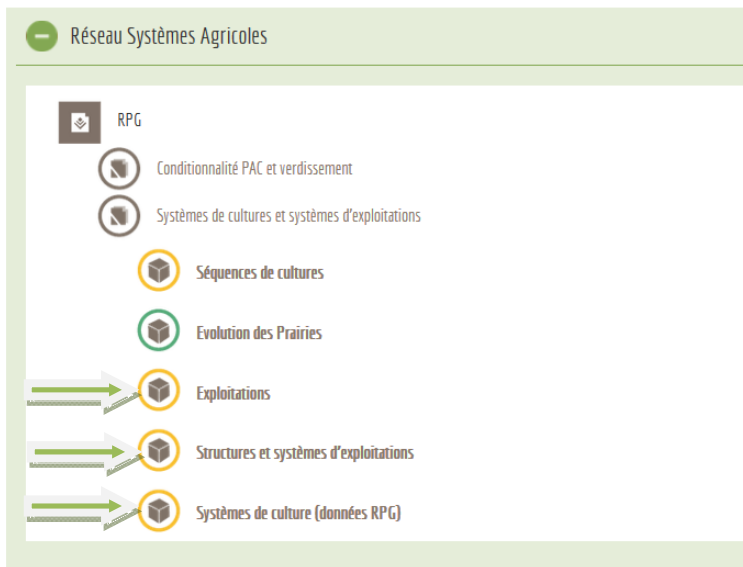 Réseau Systèmes Agricoles
RPG
Conditionnalité PAC et verdissement
Systèmes de cultures et systèmes d'exploitations
Séquences de cultures
Evolution des Prairies
Exploitations
Structures et systèmes d'exploitations
Systèmes de culture (données RPG)